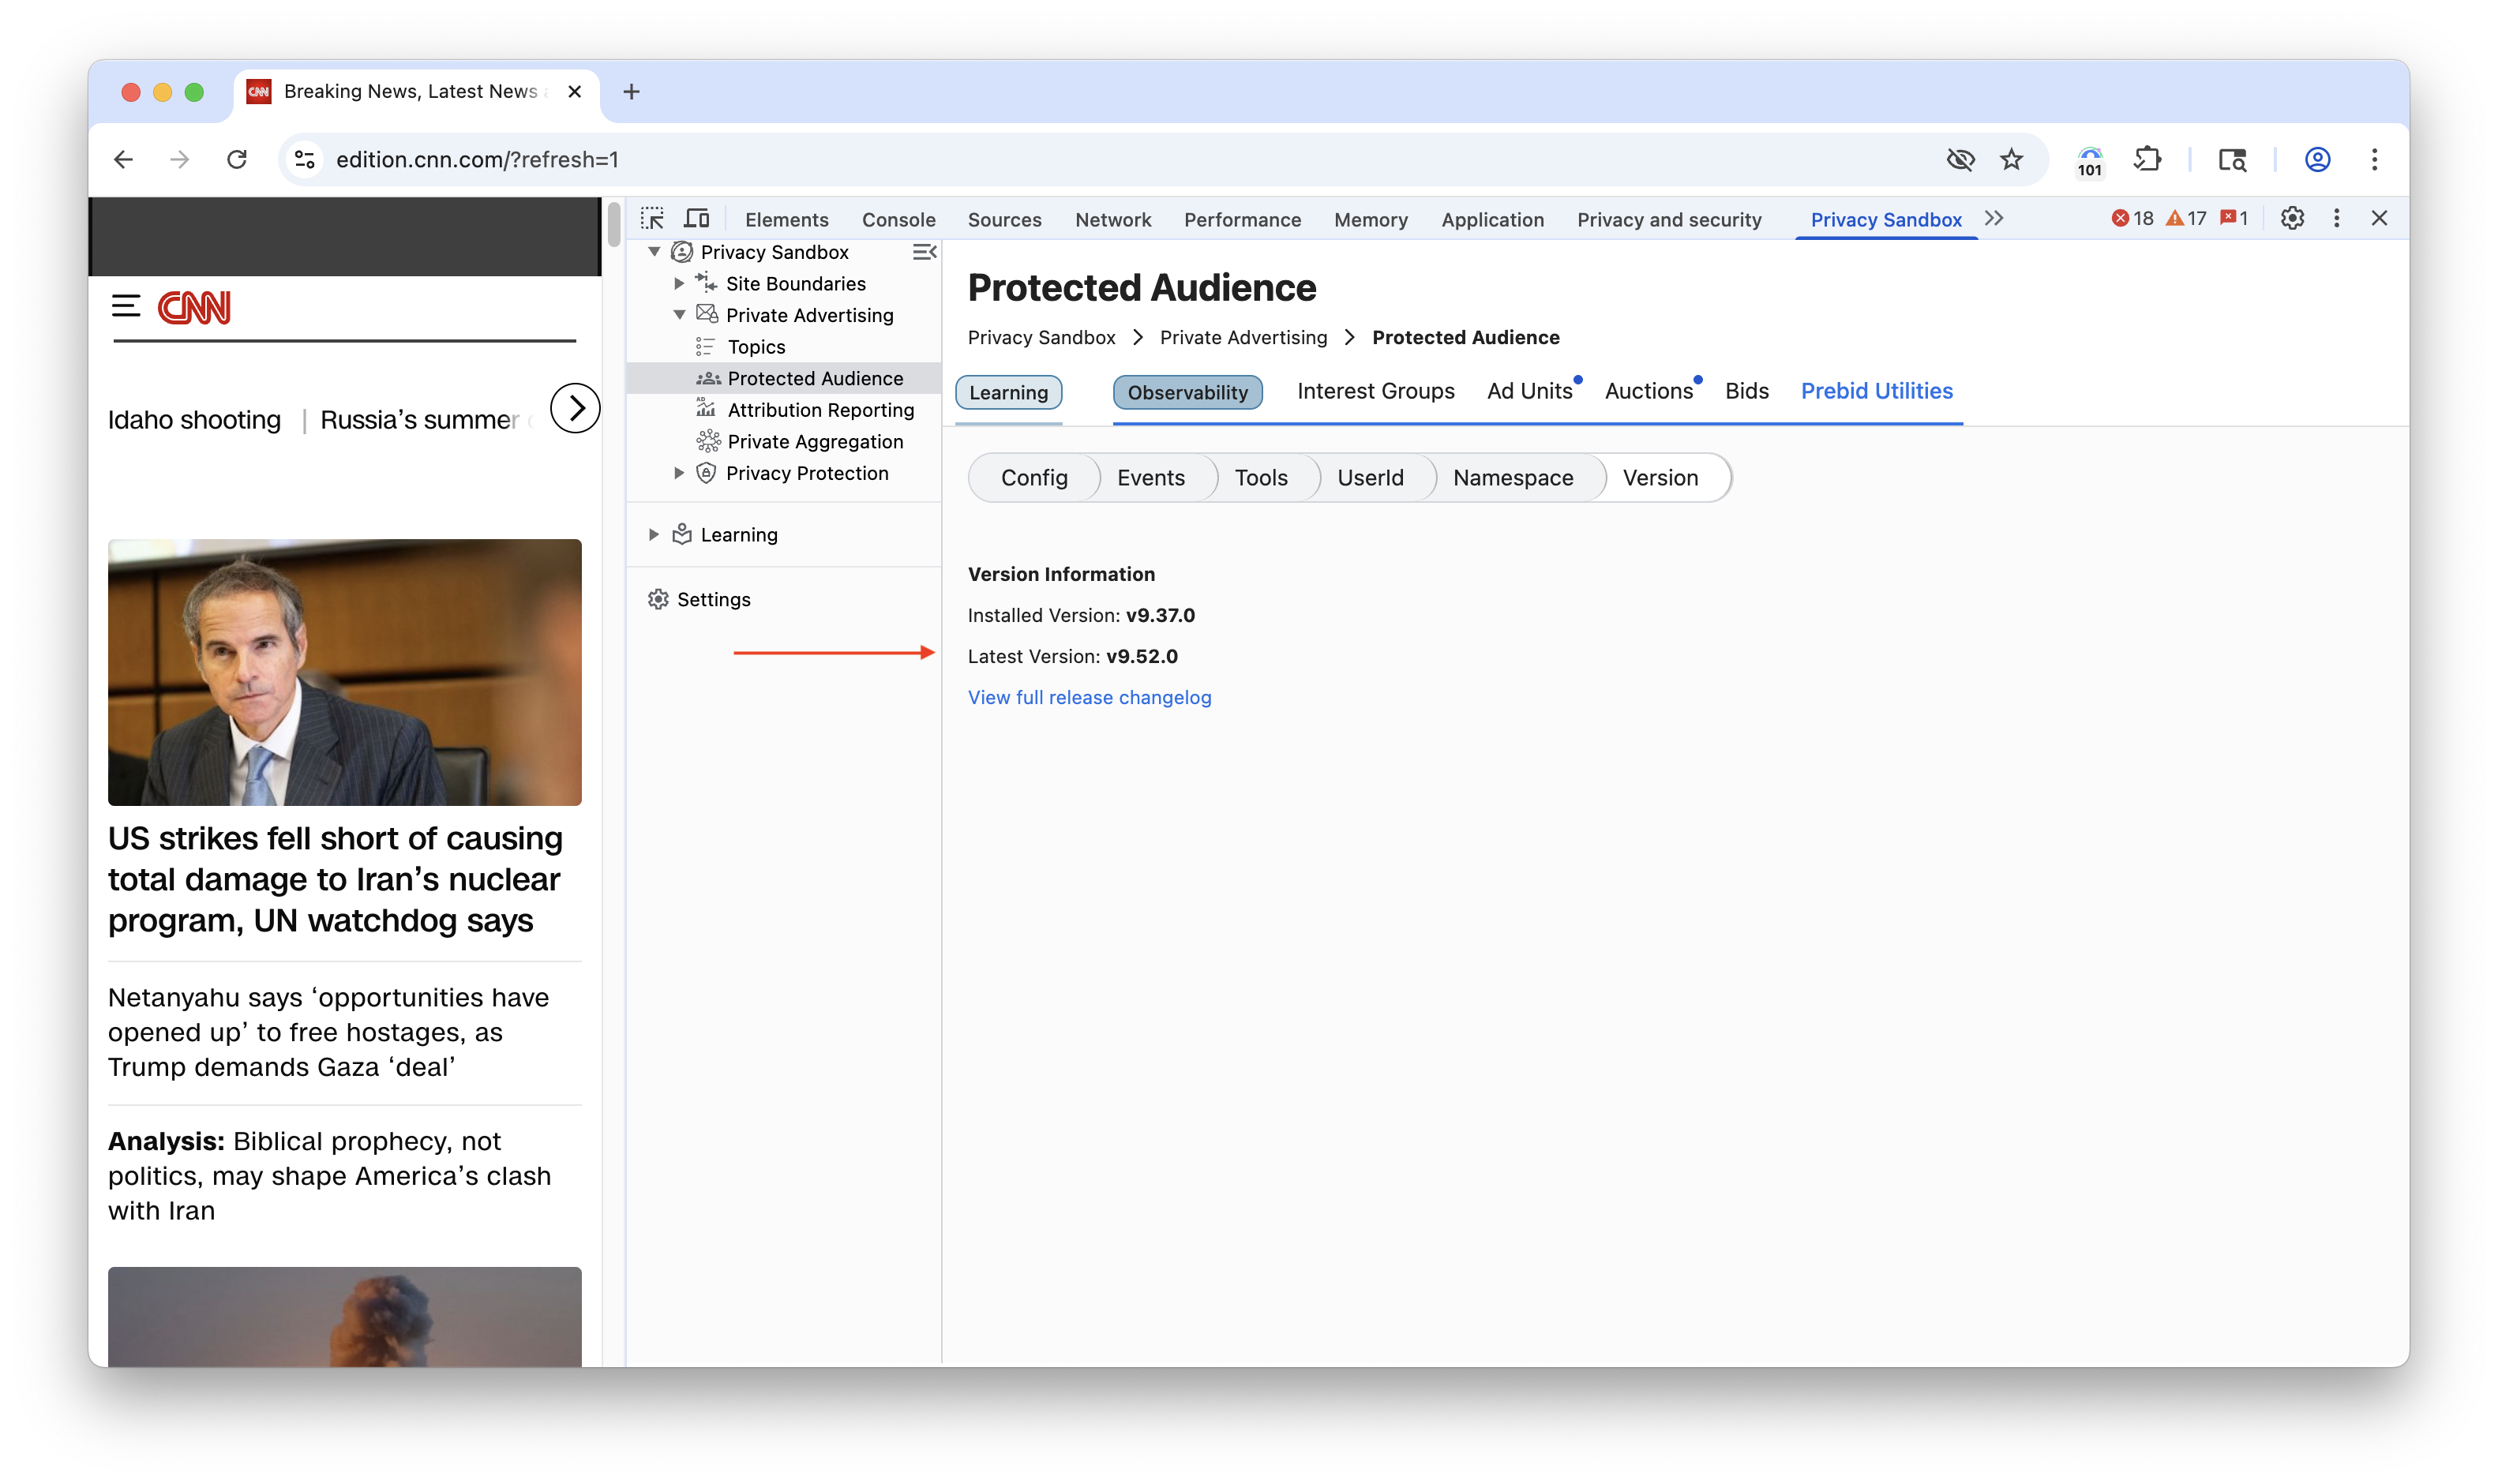 CNN Breaking News, Latest News
edition.cnn.com/?refresh=1
101
CNN
Idaho shooting | Russia’s summer
US strikes fell short of causing
total damage to Iran’s nuclear
program, UN watchdog says
Netanyahu says ‘opportunities have
opened up’ to free hostages, as
Trump demands Gaza ‘deal’
Analysis: Biblical prophecy, not
politics, may shape America’s clash
with Iran
Elements Console Sources Network Performance Memory Application Privacy and security Privacy Sandbox 18 17 1
Privacy Sandbox
Site Boundaries
Private Advertising
Topics
Protected Audience
AD Attribution Reporting
Private Aggregation
Privacy Protection
Learning
Settings
Protected Audience
Privacy Sandbox > Private Advertising > Protected Audience
Learning Observability Interest Groups Ad Units Auctions Bids Prebid Utilities
Config Events Tools UserId Namespace Version
Version Information
Installed Version: v9.37.0
Latest Version: v9.52.0
View full release changelog